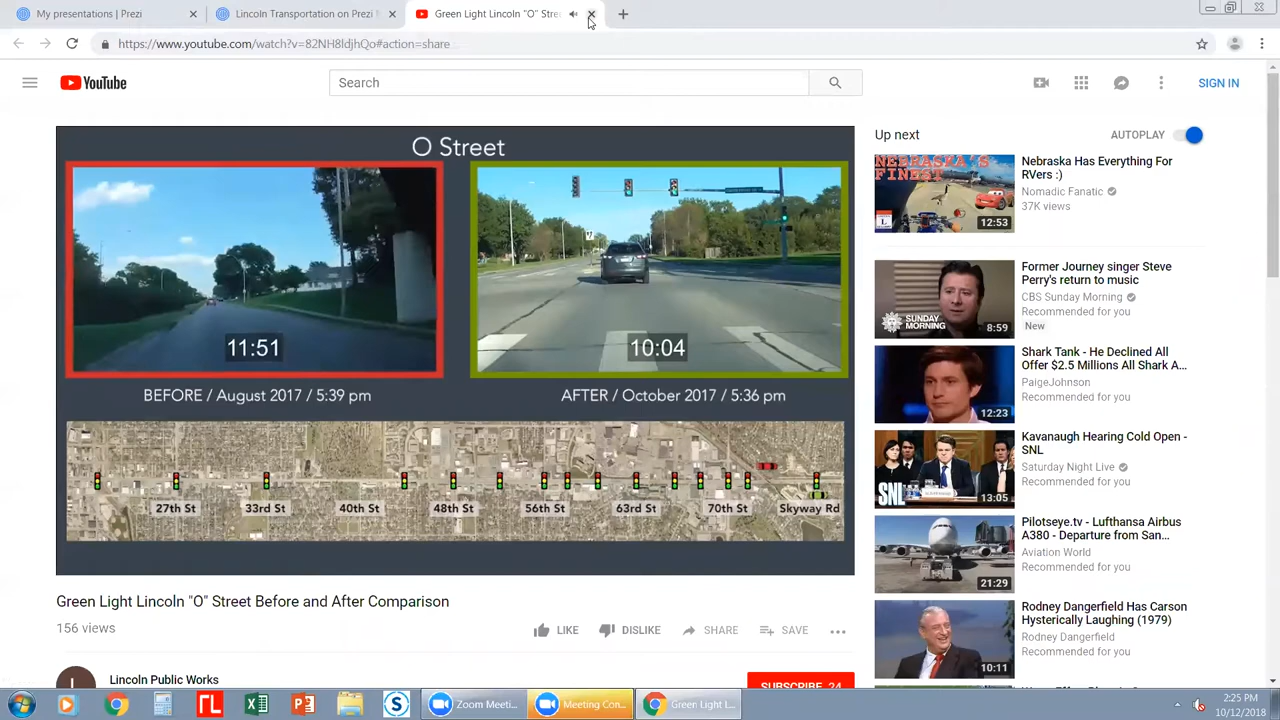 My presentations | Prezi
Lincoln Transportation on Prezi
Green Light Lincoln "O" Stre
https://www.youtube.com/watch?v=82NH8ldjhQo#action=share
YouTube
Search
SIGN IN
O Street
11:51
10:04
BEFORE / August 2017 / 5:39 pm
AFTER / October 2017 / 5:36 pm
27th St
33rd St
40th St
48th St
56th St
63rd St
70th St
Skyway Rd
Green Light Lincoln "O" Street Before and After Comparison
156 views
LIKE
DISLIKE
SHARE
SAVE
Lincoln Public Works
SUBSCRIBE 24
Up next
AUTOPLAY
NEBRASKA'S
FINEST
12:53
Nebraska Has Everything For
RVers :)
Nomadic Fanatic
37K views
SUNDAY
MORNING
8:59
Former Journey singer Steve
Perry's return to music
CBS Sunday Morning
Recommended for you
New
12:23
Shark Tank - He Declined All
Offer $2.5 Millions All Shark A...
PaigeJohnson
Recommended for you
SNL
13:05
Kavanaugh Hearing Cold Open -
SNL
Saturday Night Live
Recommended for you
21:29
Pilotseye.tv - Lufthansa Airbus
A380 - Departure from San...
Aviation World
Recommended for you
10:11
Rodney Dangerfield Has Carson
Hysterically Laughing (1979)
Rodney Dangerfield
Recommended for you
Zoom Meeti...
Meeting Con...
Green Light L...
2:25 PM
10/12/2018